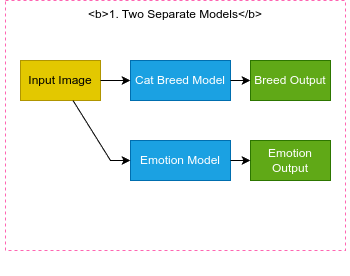 <b>1. Two Separate Models</b>
Input Image
Cat Breed Model
Breed Output
Emotion Model
Emotion
Output